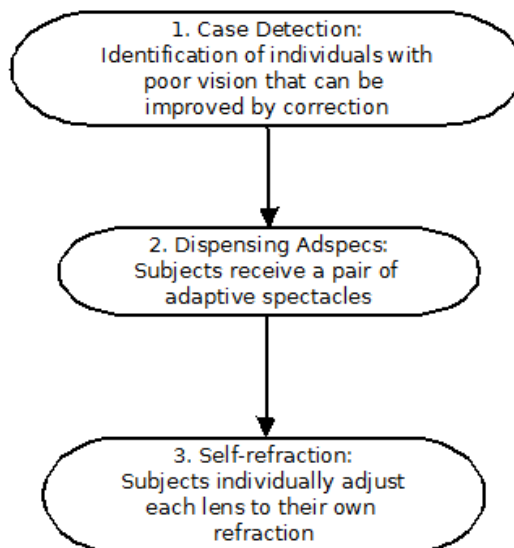 1. Case Detection:
Identification of individuals with
poor vision that can be
improved by correction
2. Dispensing Adspecs:
Subjects receive a pair of
adaptive spectacles
3. Self-refraction:
Subjects individually adjust
each lens to their own
refraction